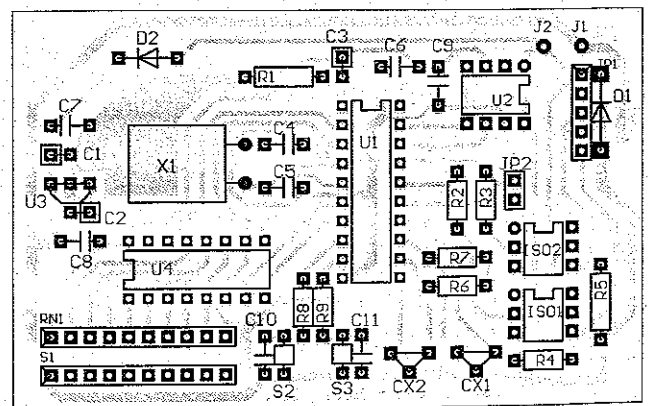 D2
C3
J2
J1
C6
C9
JP1
R1
U2
D1
C7
C4
U1
C1
X1
C5
JP2
R2
R3
U3
C2
C8
U4
R7
ISO2
R6
R5
R8
R9
RN1
C10
C11
ISO1
S1
S2
S3
CX2
CX1
R4